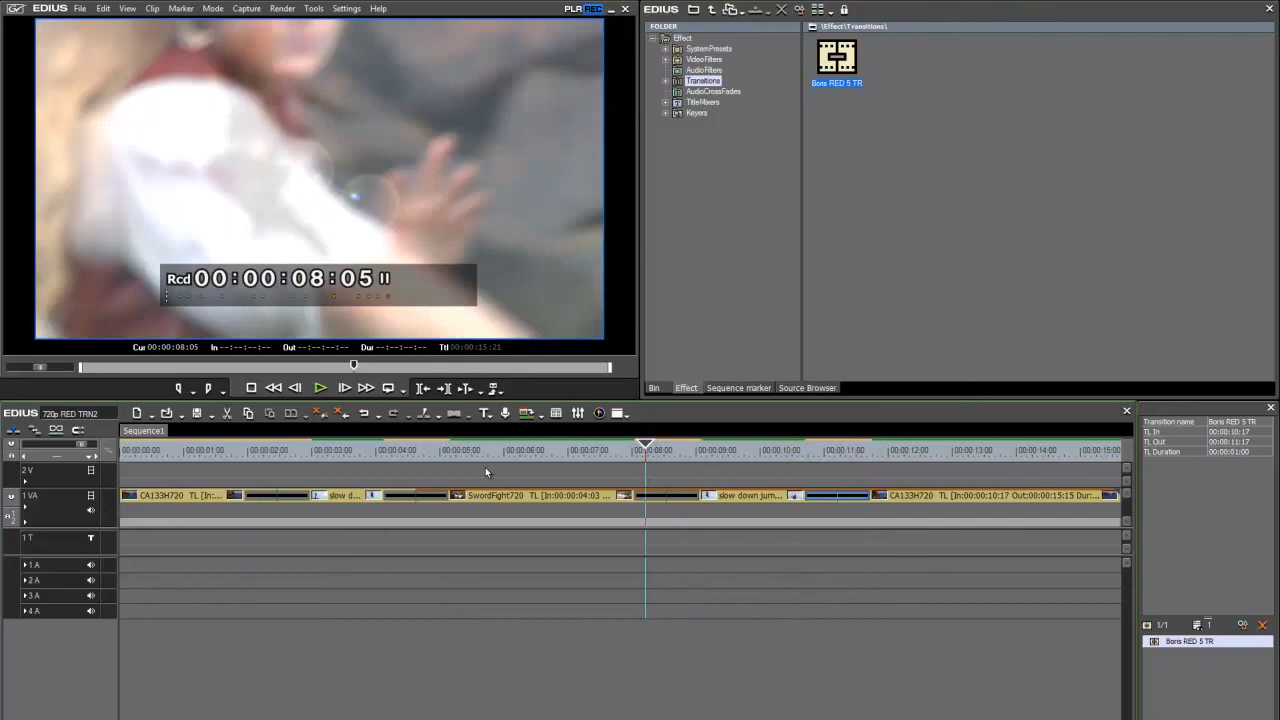 EDIUS File Edit View Clip Marker Mode Capture Render Tools Settings Help PLR REC
EDIUS
FOLDER
Effect
SystemPresets
VideoFilters
AudioFilters
Transitions
AudioCrossFades
TitleMixers
Keyers
\Effect\Transitions\
Boris RED 5 TR
Rcd 00:00:08:05
Cur 00:00:08:05 In --:--:--:-- Out --:--:--:-- Dur --:--:--:-- Ttl 00:00:15:21
Bin Effect Sequence marker Source Browser
EDIUS 720p RED TRN2
Sequence1
00:00:00:00 00:00:01:00 00:00:02:00 00:00:03:00 00:00:04:00 00:00:05:00 00:00:06:00 00:00:07:00 00:00:08:00 00:00:09:00 00:00:10:00 00:00:11:00 00:00:12:00 00:00:13:00 00:00:14:00 00:00:15:00
2 V
1 VA CA133H720 TL [In:... slow d... SwordFight720 TL [In:00:00:04:03 ... slow down jum... CA133H720 TL [In:00:00:10:17 Out:00:00:15:15 Dur:...
1 T T
1 A
2 A
3 A
4 A
Transition name Boris RED 5 TR
TL In 00:00:10:17
TL Out 00:00:11:17
TL Duration 00:00:01:00
1/1 1
Boris RED 5 TR